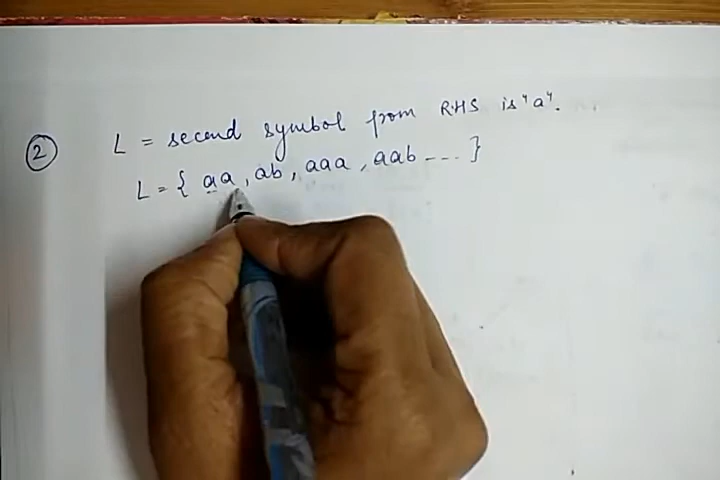 ② L = second symbol from RHS is "a".
L = { aa, ab, aaa, aab --- }